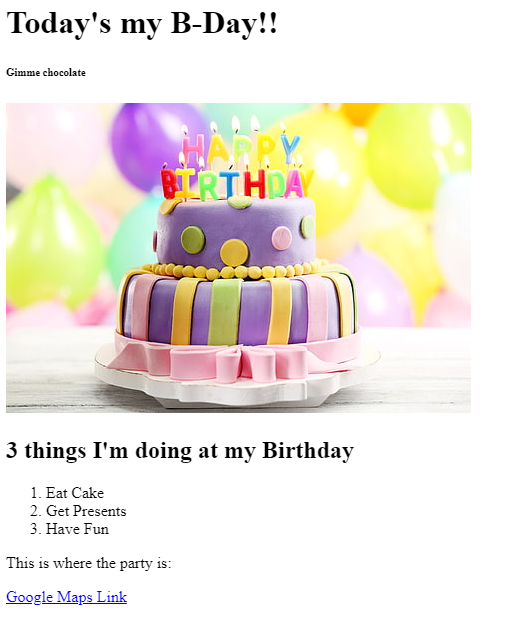 Today's my B-Day!!
Gimme chocolate
HAPPY
BIRTHDAY
3 things I'm doing at my Birthday
1. Eat Cake
2. Get Presents
3. Have Fun
This is where the party is:
Google Maps Link